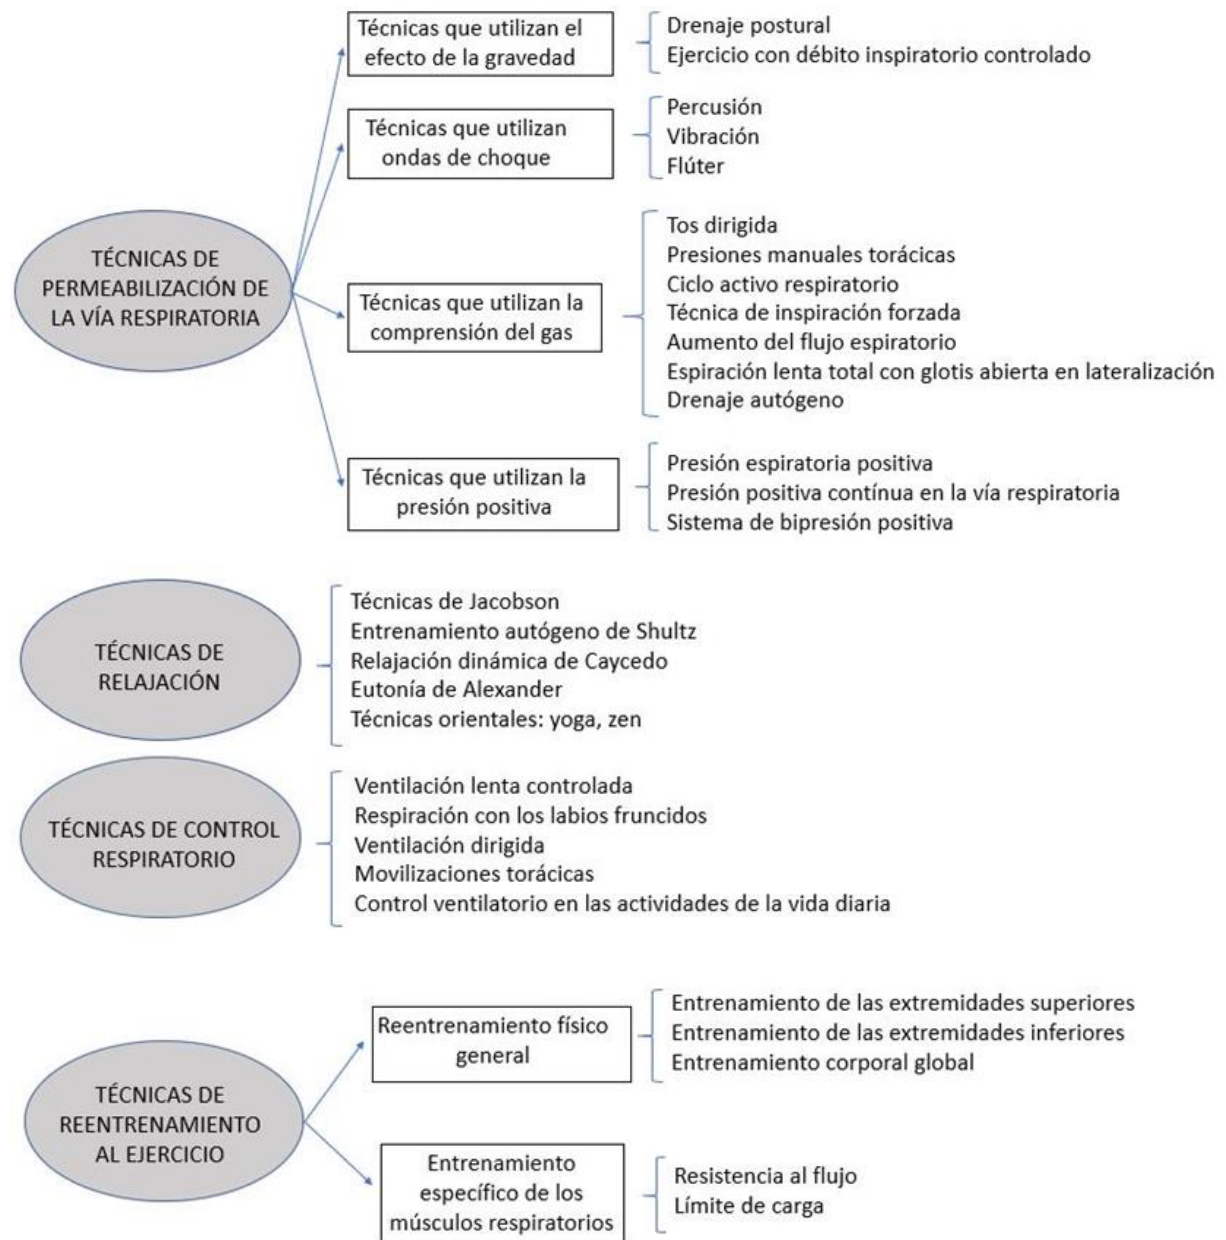 Técnicas que utilizan el
efecto de la gravedad
Drenaje postural
Ejercicio con débito inspiratorio controlado
Técnicas que utilizan
ondas de choque
Percusión
Vibración
Flúter
TÉCNICAS DE
PERMEABILIZACIÓN DE
LA VÍA RESPIRATORIA
Técnicas que utilizan la
comprensión del gas
Tos dirigida
Presiones manuales torácicas
Ciclo activo respiratorio
Técnica de inspiración forzada
Aumento del flujo espiratorio
Espiración lenta total con glotis abierta en lateralización
Drenaje autógeno
Técnicas que utilizan la
presión positiva
Presión espiratoria positiva
Presión positiva contínua en la vía respiratoria
Sistema de bipresión positiva
TÉCNICAS DE
RELAJACIÓN
Técnicas de Jacobson
Entrenamiento autógeno de Shultz
Relajación dinámica de Caycedo
Eutonía de Alexander
Técnicas orientales: yoga, zen
TÉCNICAS DE CONTROL
RESPIRATORIO
Ventilación lenta controlada
Respiración con los labios fruncidos
Ventilación dirigida
Movilizaciones torácicas
Control ventilatorio en las actividades de la vida diaria
TÉCNICAS DE
REENTRENAMIENTO
AL EJERCICIO
Reentrenamiento físico
general
Entrenamiento de las extremidades superiores
Entrenamiento de las extremidades inferiores
Entrenamiento corporal global
Entrenamiento
específico de los
músculos respiratorios
Resistencia al flujo
Límite de carga